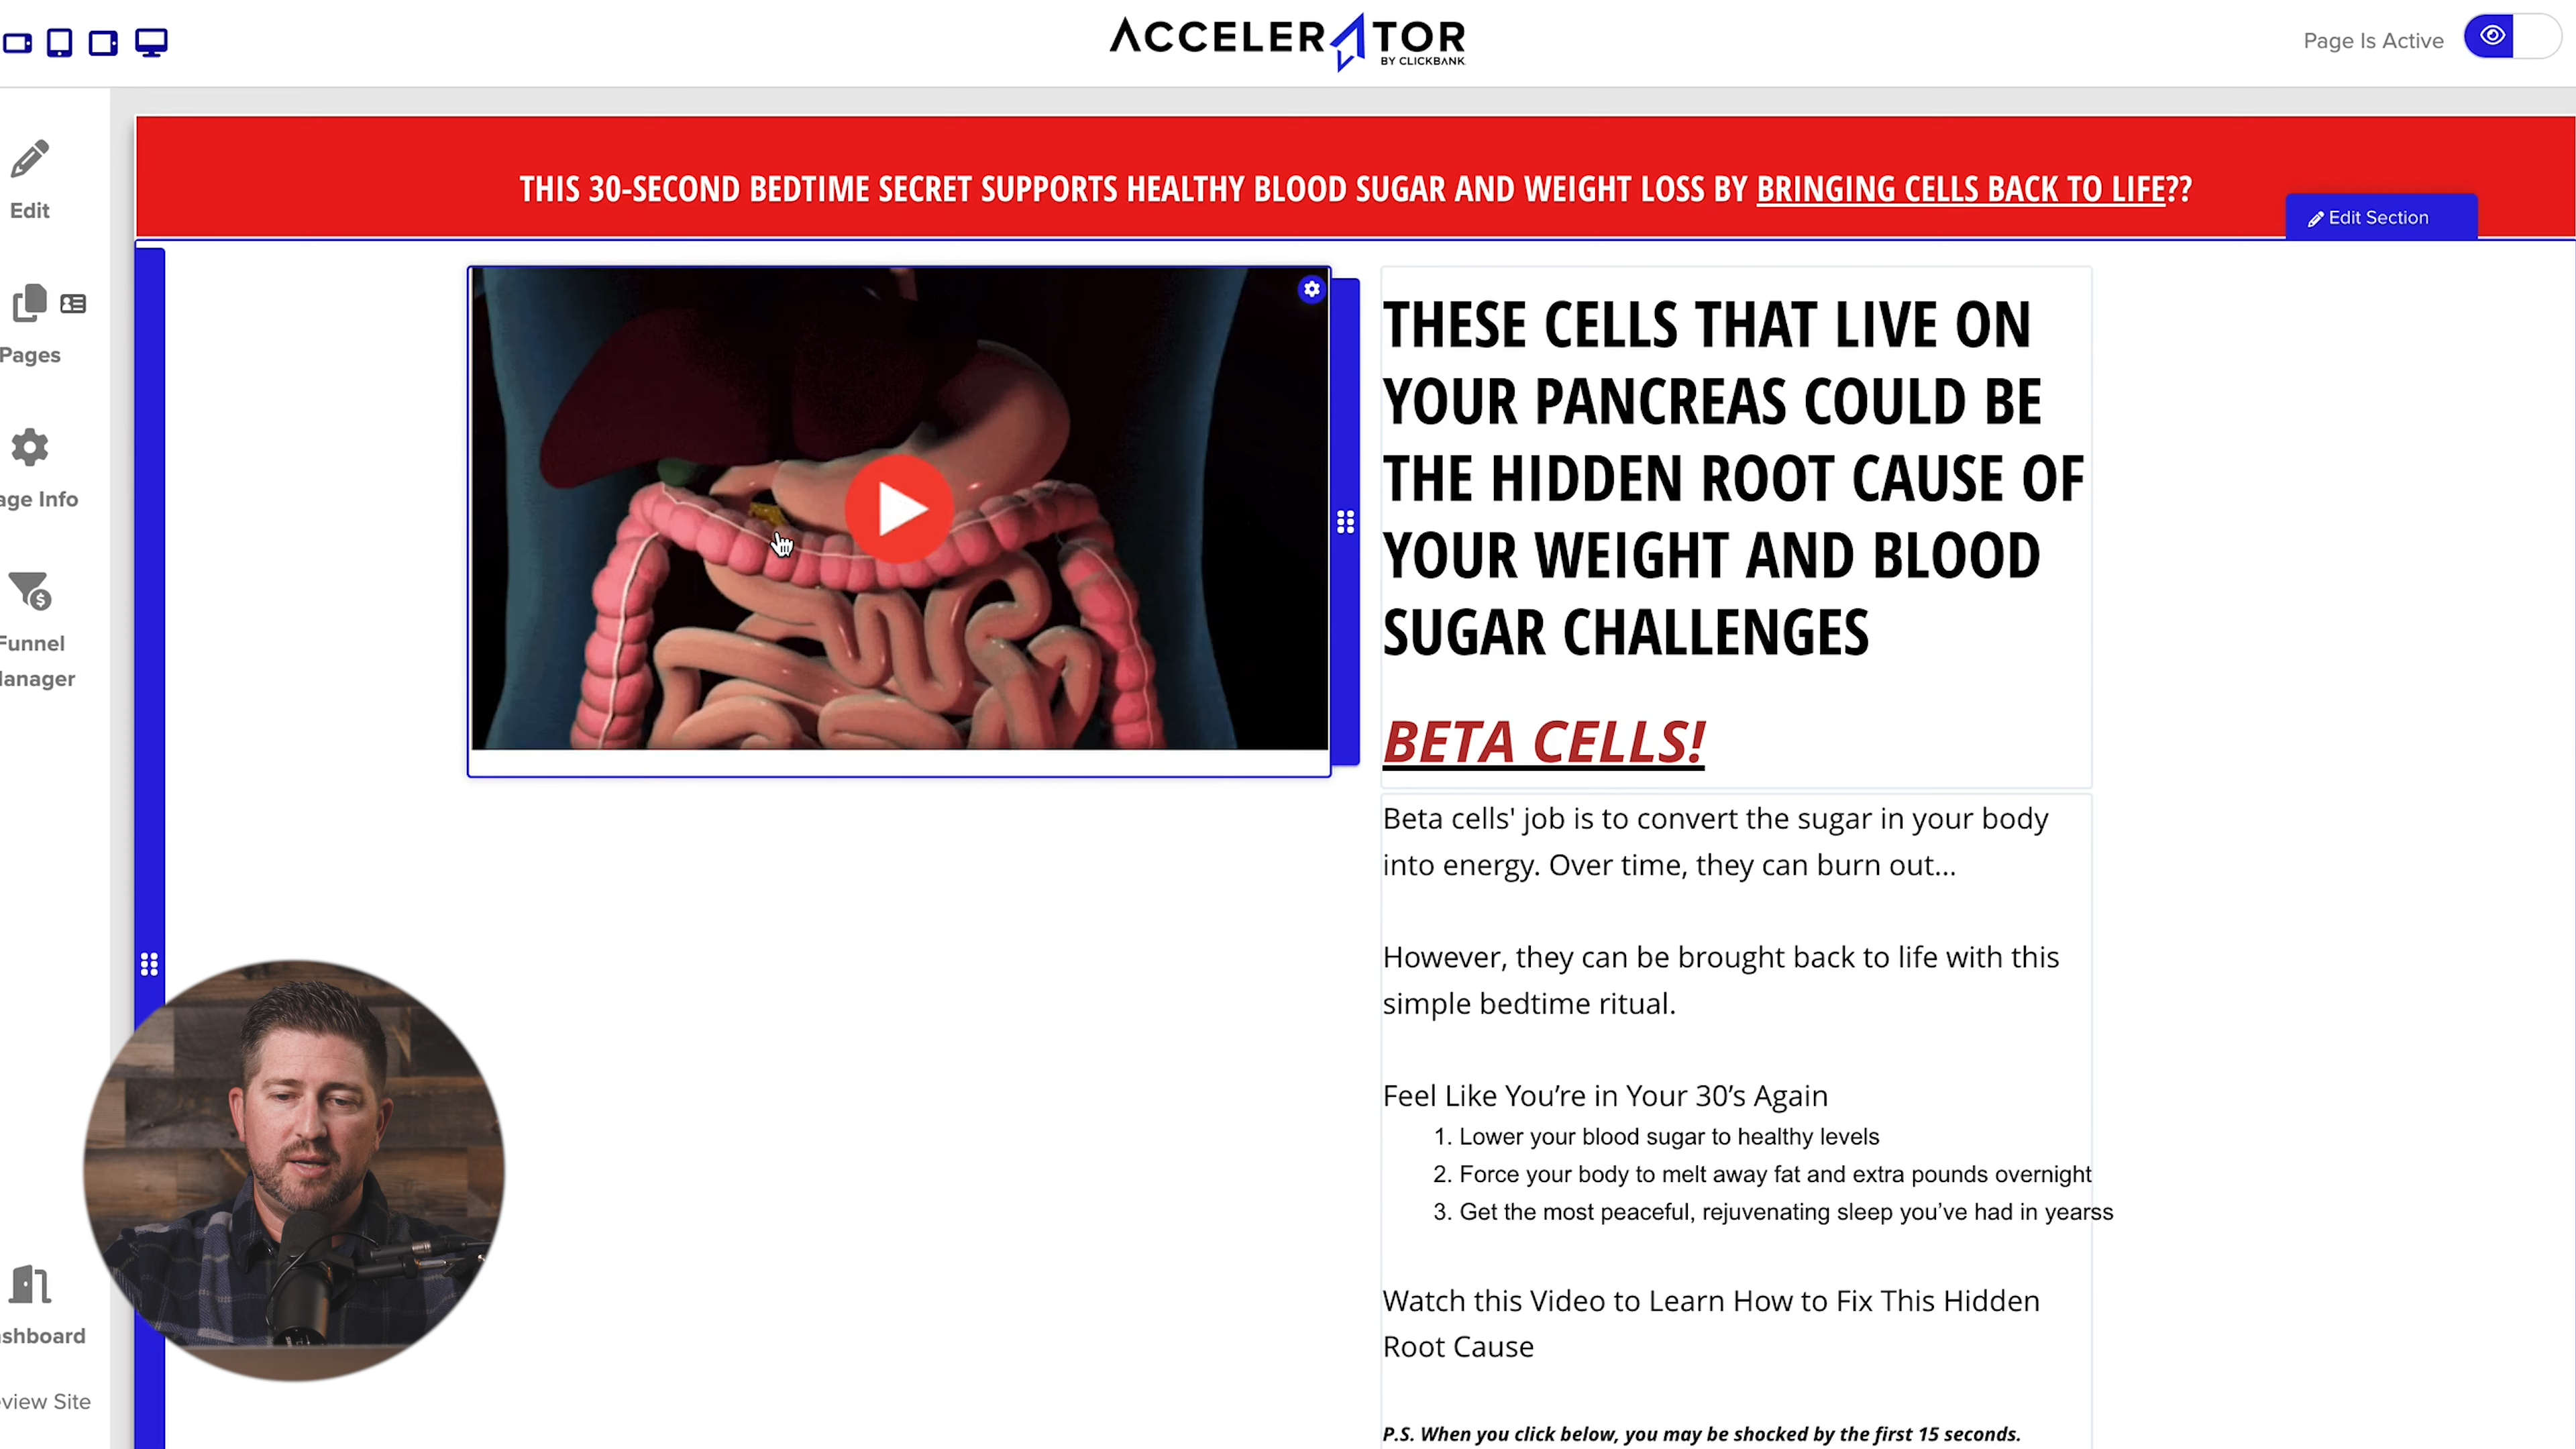 ACCELERATOR
BY CLICKBANK
Page Is Active
Edit
Pages
age Info
Funnel
anager
shboard
view Site
THIS 30-SECOND BEDTIME SECRET SUPPORTS HEALTHY BLOOD SUGAR AND WEIGHT LOSS BY BRINGING CELLS BACK TO LIFE??
Edit Section
THESE CELLS THAT LIVE ON
YOUR PANCREAS COULD BE
THE HIDDEN ROOT CAUSE OF
YOUR WEIGHT AND BLOOD
SUGAR CHALLENGES
BETA CELLS!
Beta cells' job is to convert the sugar in your body
into energy. Over time, they can burn out...
However, they can be brought back to life with this
simple bedtime ritual.
Feel Like You’re in Your 30’s Again
1. Lower your blood sugar to healthy levels
2. Force your body to melt away fat and extra pounds overnight
3. Get the most peaceful, rejuvenating sleep you’ve had in yearss
Watch this Video to Learn How to Fix This Hidden
Root Cause
P.S. When you click below, you may be shocked by the first 15 seconds.